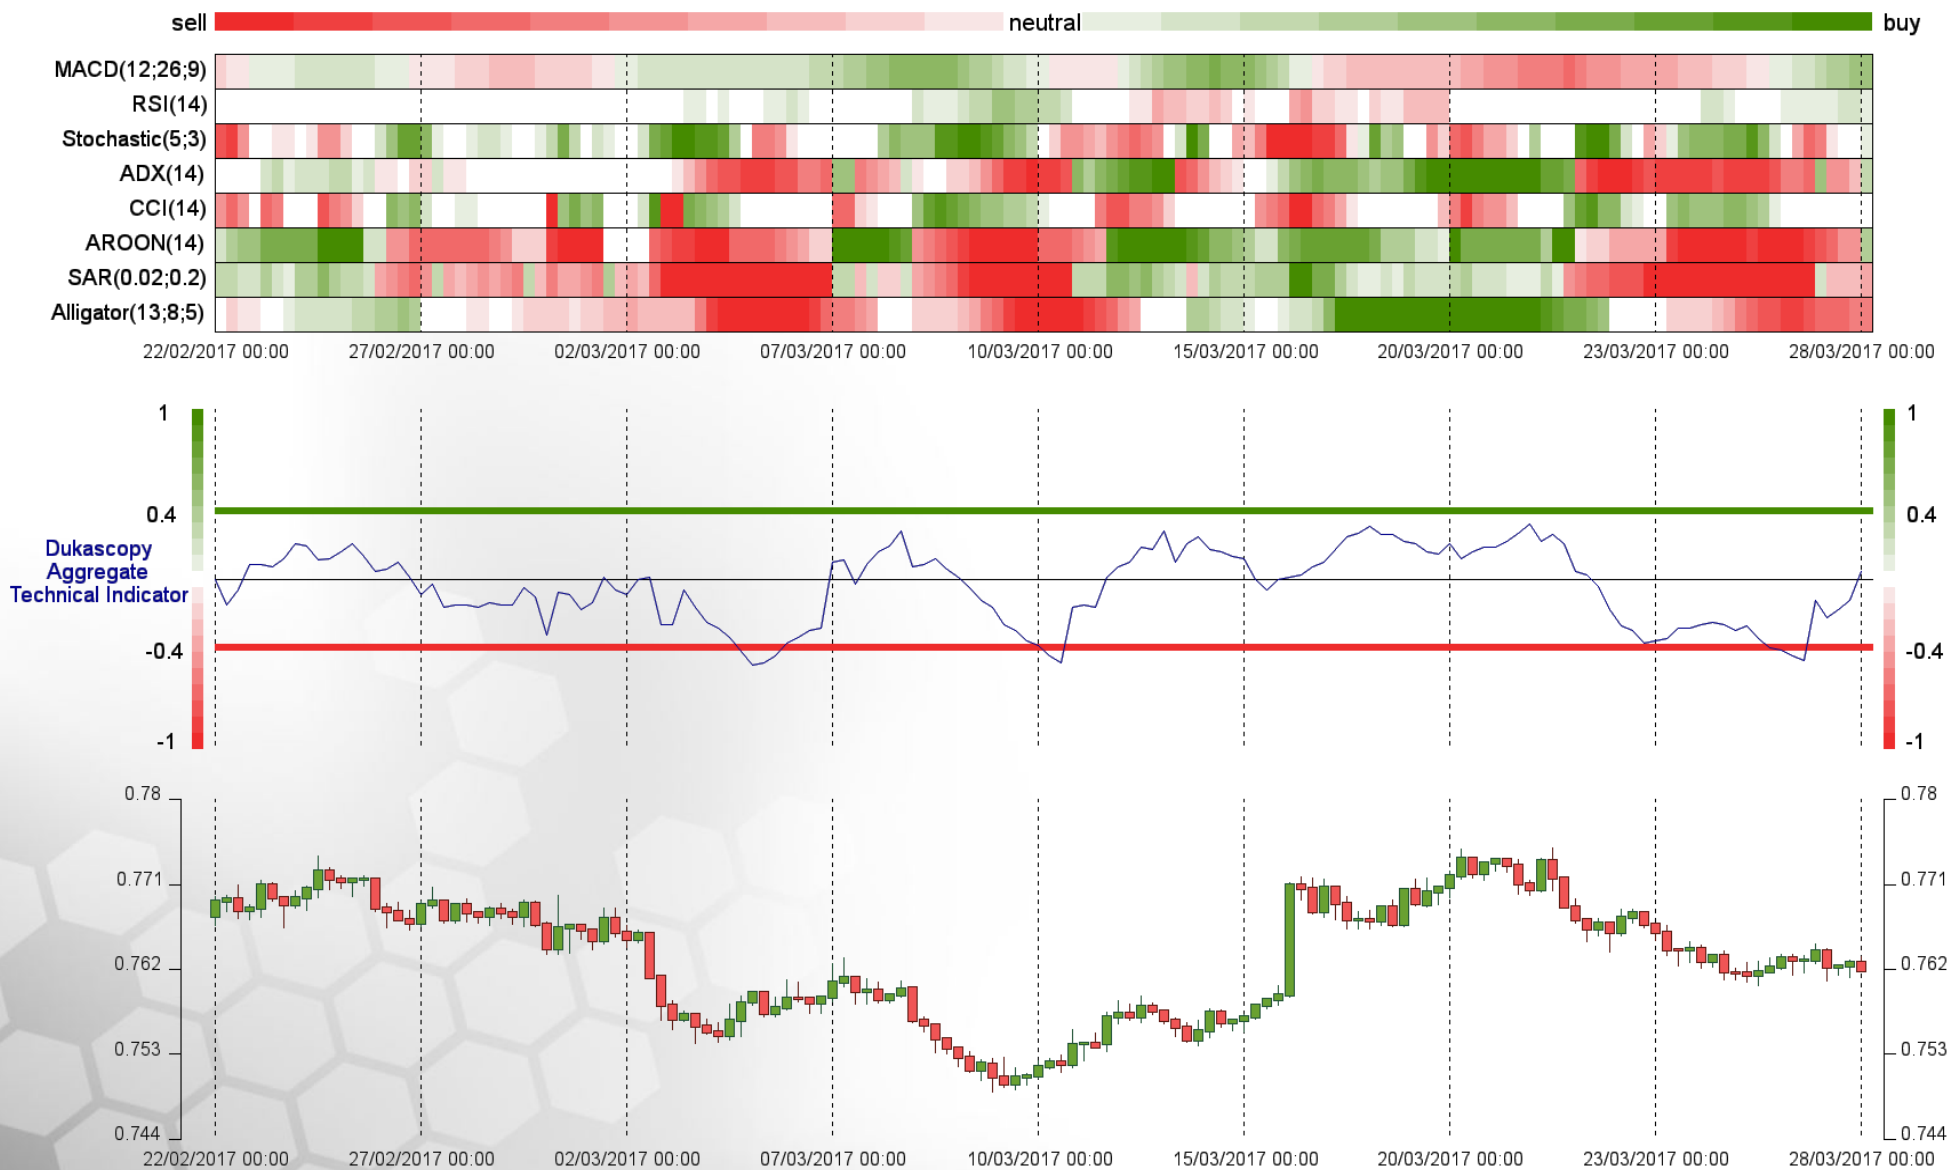 sell neutral buy
MACD(12;26;9)
RSI(14)
Stochastic(5;3)
ADX(14)
CCI(14)
AROON(14)
SAR(0.02;0.2)
Alligator(13;8;5)
22/02/2017 00:00 27/02/2017 00:00 02/03/2017 00:00 07/03/2017 00:00 10/03/2017 00:00 15/03/2017 00:00 20/03/2017 00:00 23/03/2017 00:00 28/03/2017 00:00
1 1
0.4 0.4
Dukascopy
Aggregate
Technical Indicator
-0.4 -0.4
-1 -1
0.78 0.78
0.771 0.771
0.762 0.762
0.753 0.753
0.744 0.744
22/02/2017 00:00 27/02/2017 00:00 02/03/2017 00:00 07/03/2017 00:00 10/03/2017 00:00 15/03/2017 00:00 20/03/2017 00:00 23/03/2017 00:00 28/03/2017 00:00